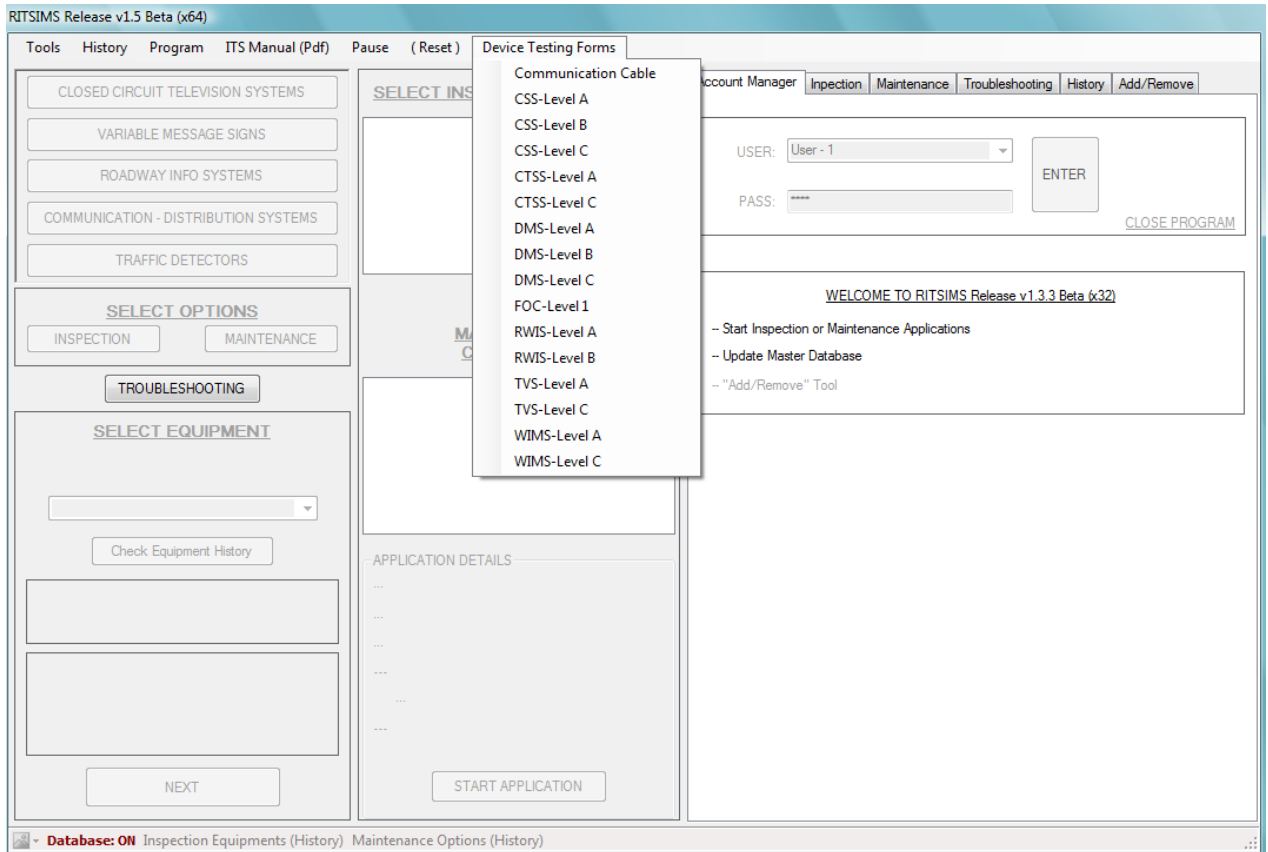 RITSIMS Release v1.5 Beta (x64)
Tools History Program ITS Manual (Pdf) Pause ( Reset ) Device Testing Forms
Communication Cable
CSS-Level A
CSS-Level B
CSS-Level C
CTSS-Level A
CTSS-Level C
DMS-Level A
DMS-Level B
DMS-Level C
FOC-Level 1
RWIS-Level A
RWIS-Level B
TVS-Level A
TVS-Level C
WIMS-Level A
WIMS-Level C
CLOSED CIRCUIT TELEVISION SYSTEMS
VARIABLE MESSAGE SIGNS
ROADWAY INFO SYSTEMS
COMMUNICATION - DISTRIBUTION SYSTEMS
TRAFFIC DETECTORS
SELECT OPTIONS
INSPECTION MAINTENANCE
TROUBLESHOOTING
SELECT EQUIPMENT
Check Equipment History
NEXT
SELECT INS
M
C
APPLICATION DETAILS
...
...
...
---
...
---
START APPLICATION
Account Manager Inpection Maintenance Troubleshooting History Add/Remove
USER: User - 1
ENTER
PASS: ****
CLOSE PROGRAM
WELCOME TO RITSIMS Release v1.3.3 Beta (x32)
-- Start Inspection or Maintenance Applications
-- Update Master Database
-- "Add/Remove" Tool
Database: ON Inspection Equipments (History) Maintenance Options (History)